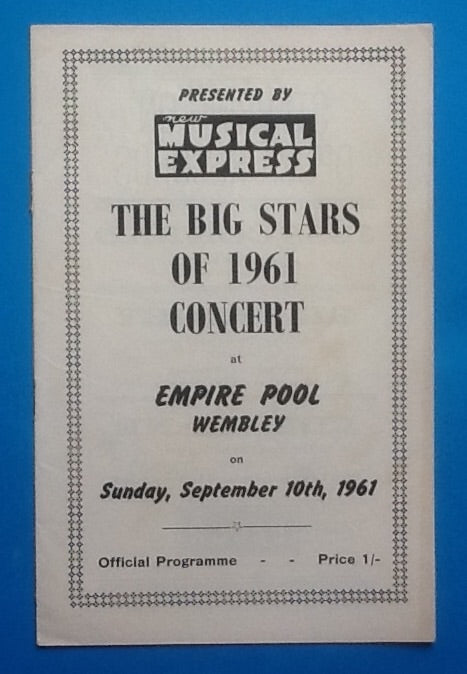 PRESENTED BY
new
MUSICAL
EXPRESS
THE BIG STARS
OF 1961
CONCERT
at
EMPIRE POOL
WEMBLEY
on
Sunday, September 10th, 1961
Official Programme - - Price 1/-